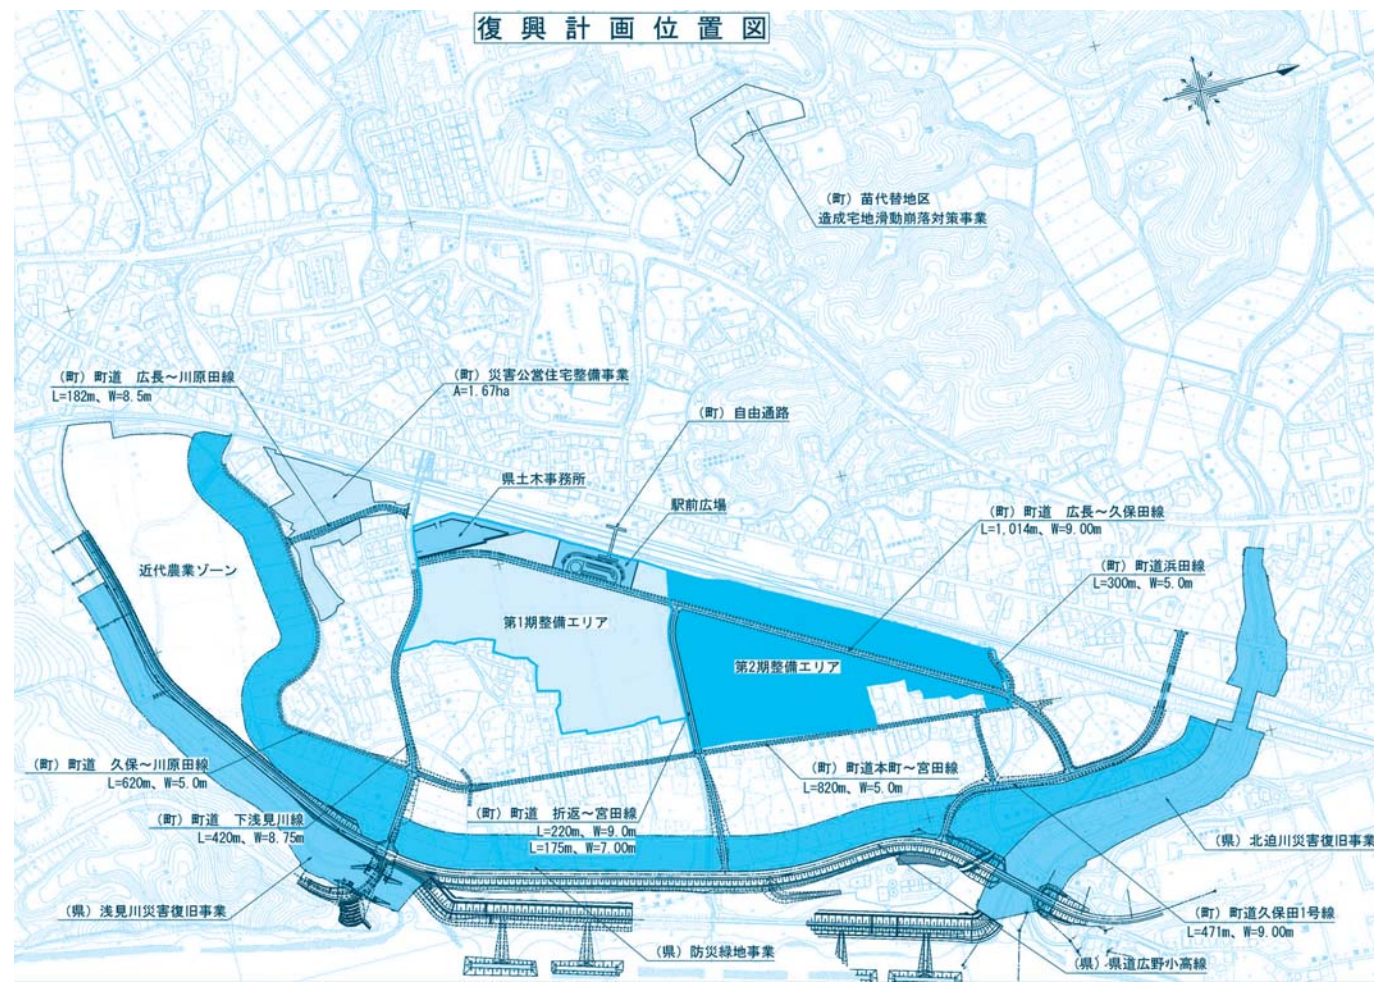 復興計画位置図
(町) 苗代替地区
造成宅地滑動崩落対策事業
(町) 町道 広長～川原田線
L=182m、W=8.5m
(町) 災害公営住宅整備事業
A=1.67ha
(町) 自由通路
県土木事務所
駅前広場
(町) 町道 広長～久保田線
L=1,014m、W=9.00m
(町) 町道浜田線
L=300m、W=5.0m
近代農業ゾーン
第1期整備エリア
第2期整備エリア
(町) 町道 久保～川原田線
L=620m、W=5.0m
(町) 町道本町～宮田線
L=820m、W=5.0m
(町) 町道 下浅見川線
L=420m、W=8.75m
(町) 町道 折返～宮田線
L=220m、W=9.0m
L=175m、W=7.00m
(県) 北迫川災害復旧事業
(県) 浅見川災害復旧事業
(町) 町道久保田1号線
L=471m、W=9.00m
(県) 防災緑地事業
(県) 県道広野小高線